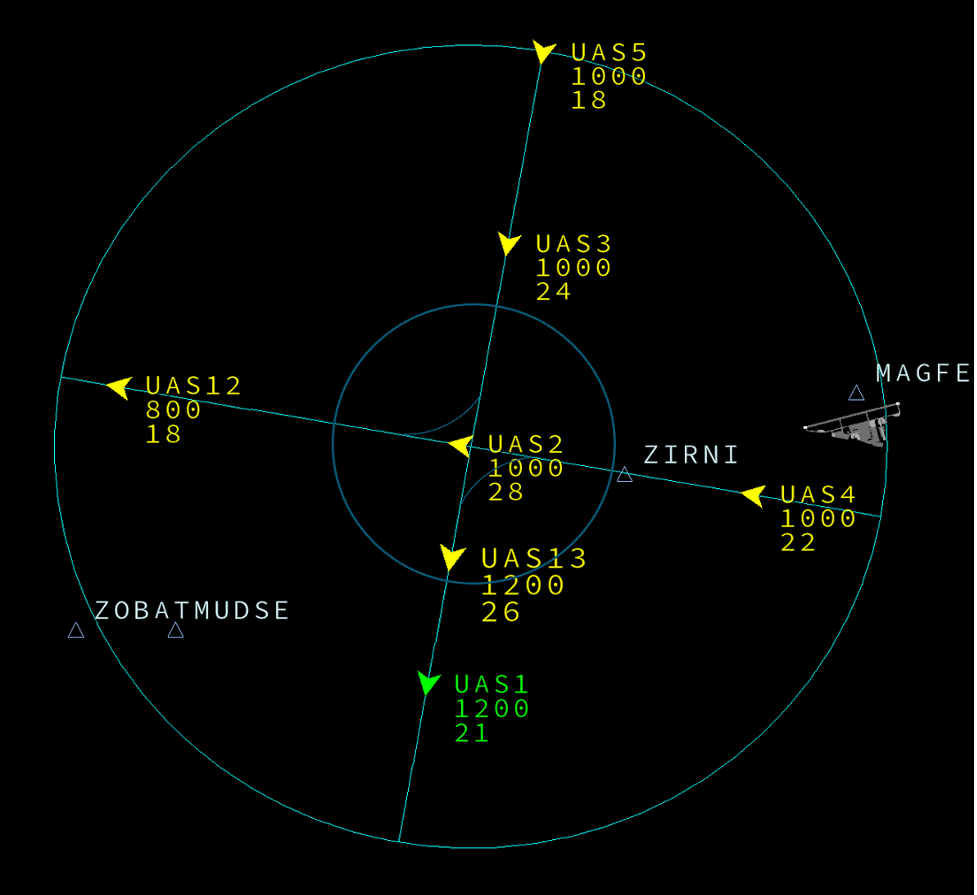 UAS5
1000
18
UAS3
1000
24
MAGFE
UAS12
800
18
UAS2
1000
28
ZIRNI
UAS4
1000
22
UAS13
1200
26
ZOBATMUDSE
UAS1
1200
21